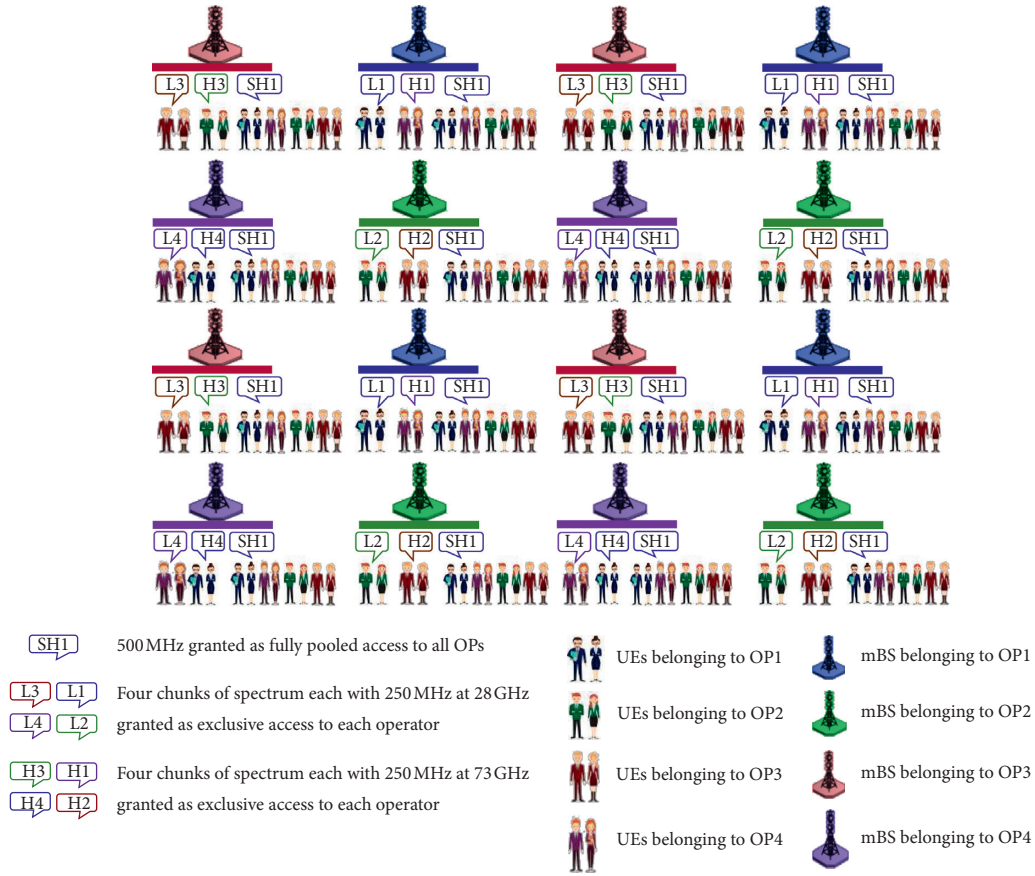 L3 H3 SH1 L1 H1 SH1 L3 H3 SH1 L1 H1 SH1
L4 H4 SH1 L2 H2 SH1 L4 H4 SH1 L2 H2 SH1
L3 H3 SH1 L1 H1 SH1 L3 H3 SH1 L1 H1 SH1
L4 H4 SH1 L2 H2 SH1 L4 H4 SH1 L2 H2 SH1
SH1 500 MHz granted as fully pooled access to all OPs
L3 L1 Four chunks of spectrum each with 250 MHz at 28 GHz
L4 L2 granted as exclusive access to each operator
H3 H1 Four chunks of spectrum each with 250 MHz at 73 GHz
H4 H2 granted as exclusive access to each operator
UEs belonging to OP1
UEs belonging to OP2
UEs belonging to OP3
UEs belonging to OP4
mBS belonging to OP1
mBS belonging to OP2
mBS belonging to OP3
mBS belonging to OP4